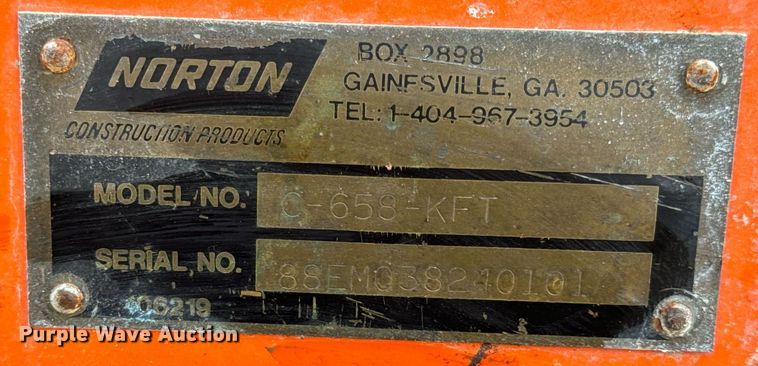 NORTON
CONSTRUCTION PRODUCTS
BOX 2898
GAINESVILLE, GA. 30503
TEL: 1-404-967-3954
MODEL NO. C-658-KFT
SERIAL NO. 88EM038240101
106219
Purple Wave Auction